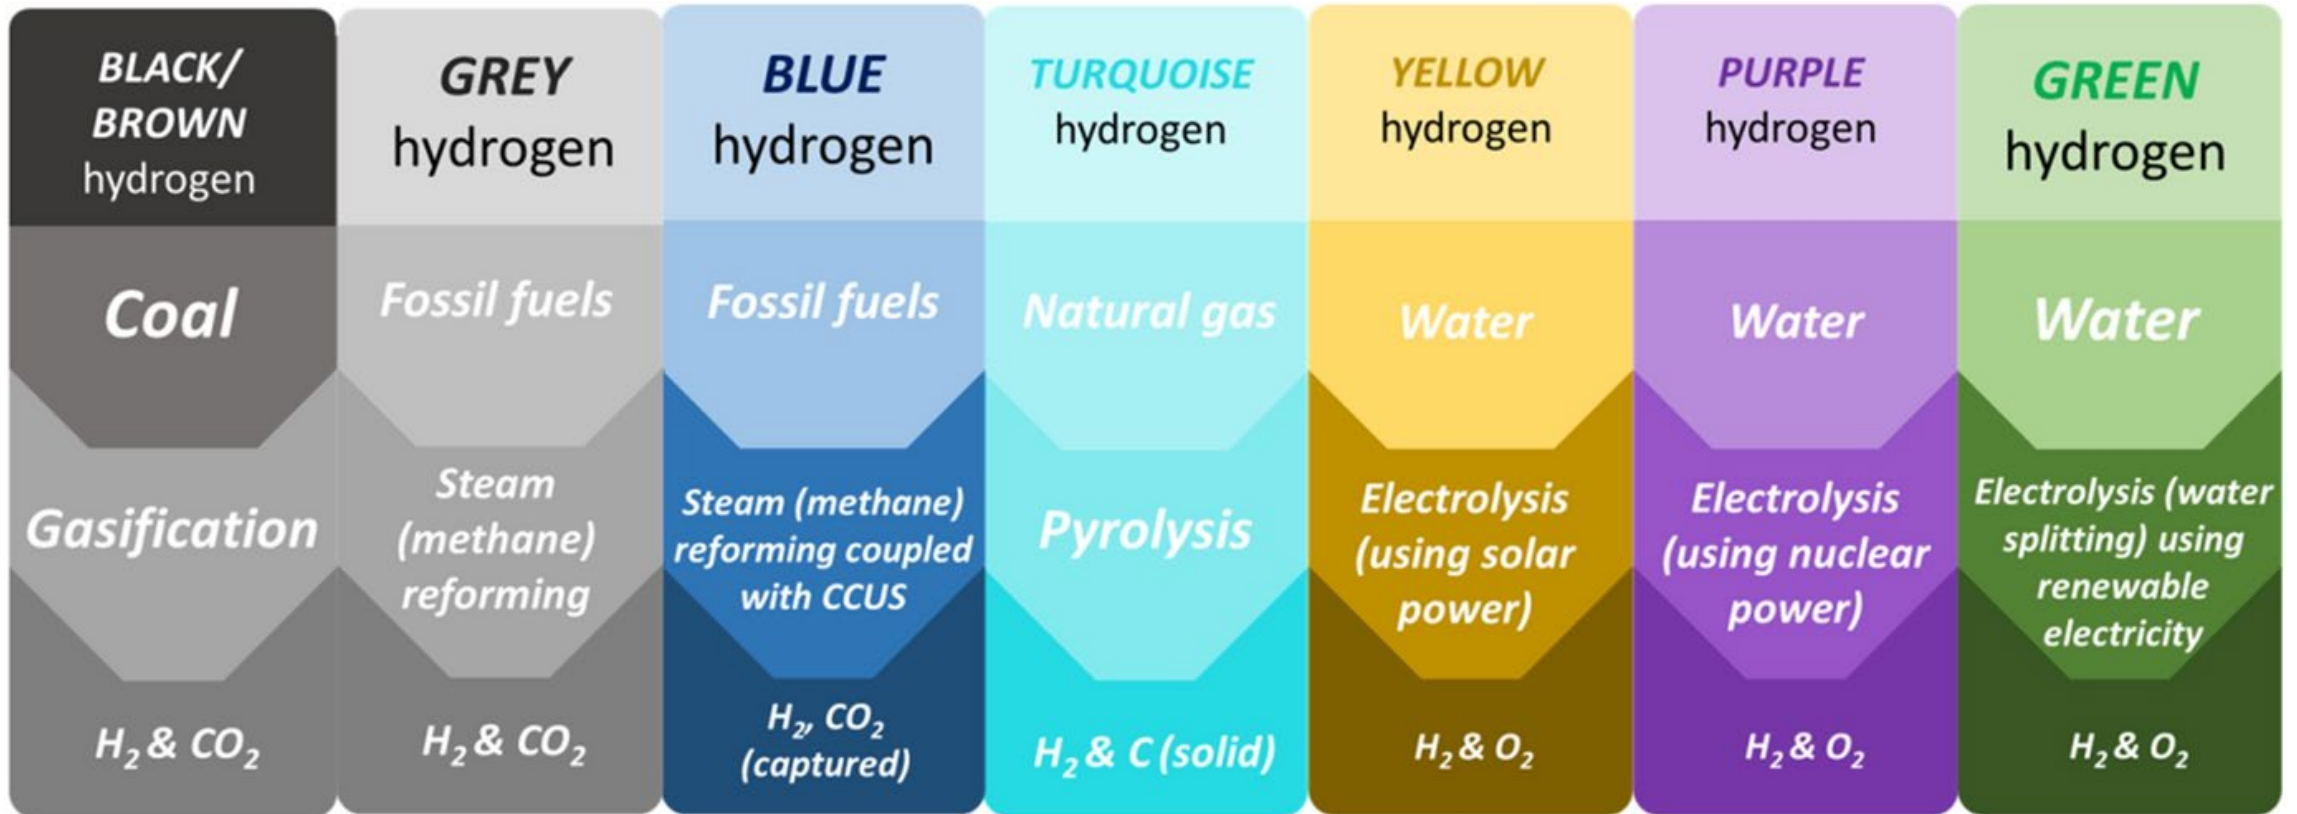 BLACK/
BROWN
hydrogen
Coal
Gasification
H₂ & CO₂
GREY
hydrogen
Fossil fuels
Steam
(methane)
reforming
H₂ & CO₂
BLUE
hydrogen
Fossil fuels
Steam (methane)
reforming coupled
with CCUS
H₂, CO₂
(captured)
TURQUOISE
hydrogen
Natural gas
Pyrolysis
H₂ & C (solid)
YELLOW
hydrogen
Water
Electrolysis
(using solar
power)
H₂ & O₂
PURPLE
hydrogen
Water
Electrolysis
(using nuclear
power)
H₂ & O₂
GREEN
hydrogen
Water
Electrolysis (water
splitting) using
renewable
electricity
H₂ & O₂